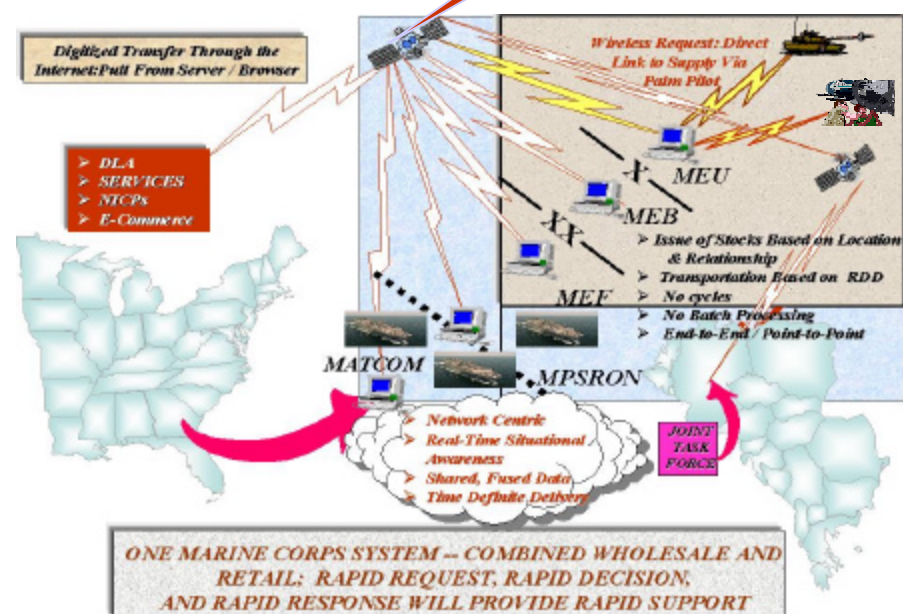 Digitized Transfer Through the
Internet:Pull From Server / Browser
Wireless Request: Direct
Link to Supply Via
Palm Pilot
➢ DLA
➢ SERVICES
➢ NICPs
➢ E-Commerce
X
MEU
MEB
XX
MEF
➢ Issue of Stocks Based on Location
& Relationship
➢ Transportation Based on RDD
➢ No cycles
➢ No Batch Processing
➢ End-to-End / Point-to-Point
MATCOM
MPSRON
➢ Network Centric
➢ Real-Time Situational
Awareness
➢ Shared, Fused Data
➢ Time Definite Delivery
JOINT
TASK
FORCE
ONE MARINE CORPS SYSTEM -- COMBINED WHOLESALE AND
RETAIL: RAPID REQUEST, RAPID DECISION,
AND RAPID RESPONSE WILL PROVIDE RAPID SUPPORT